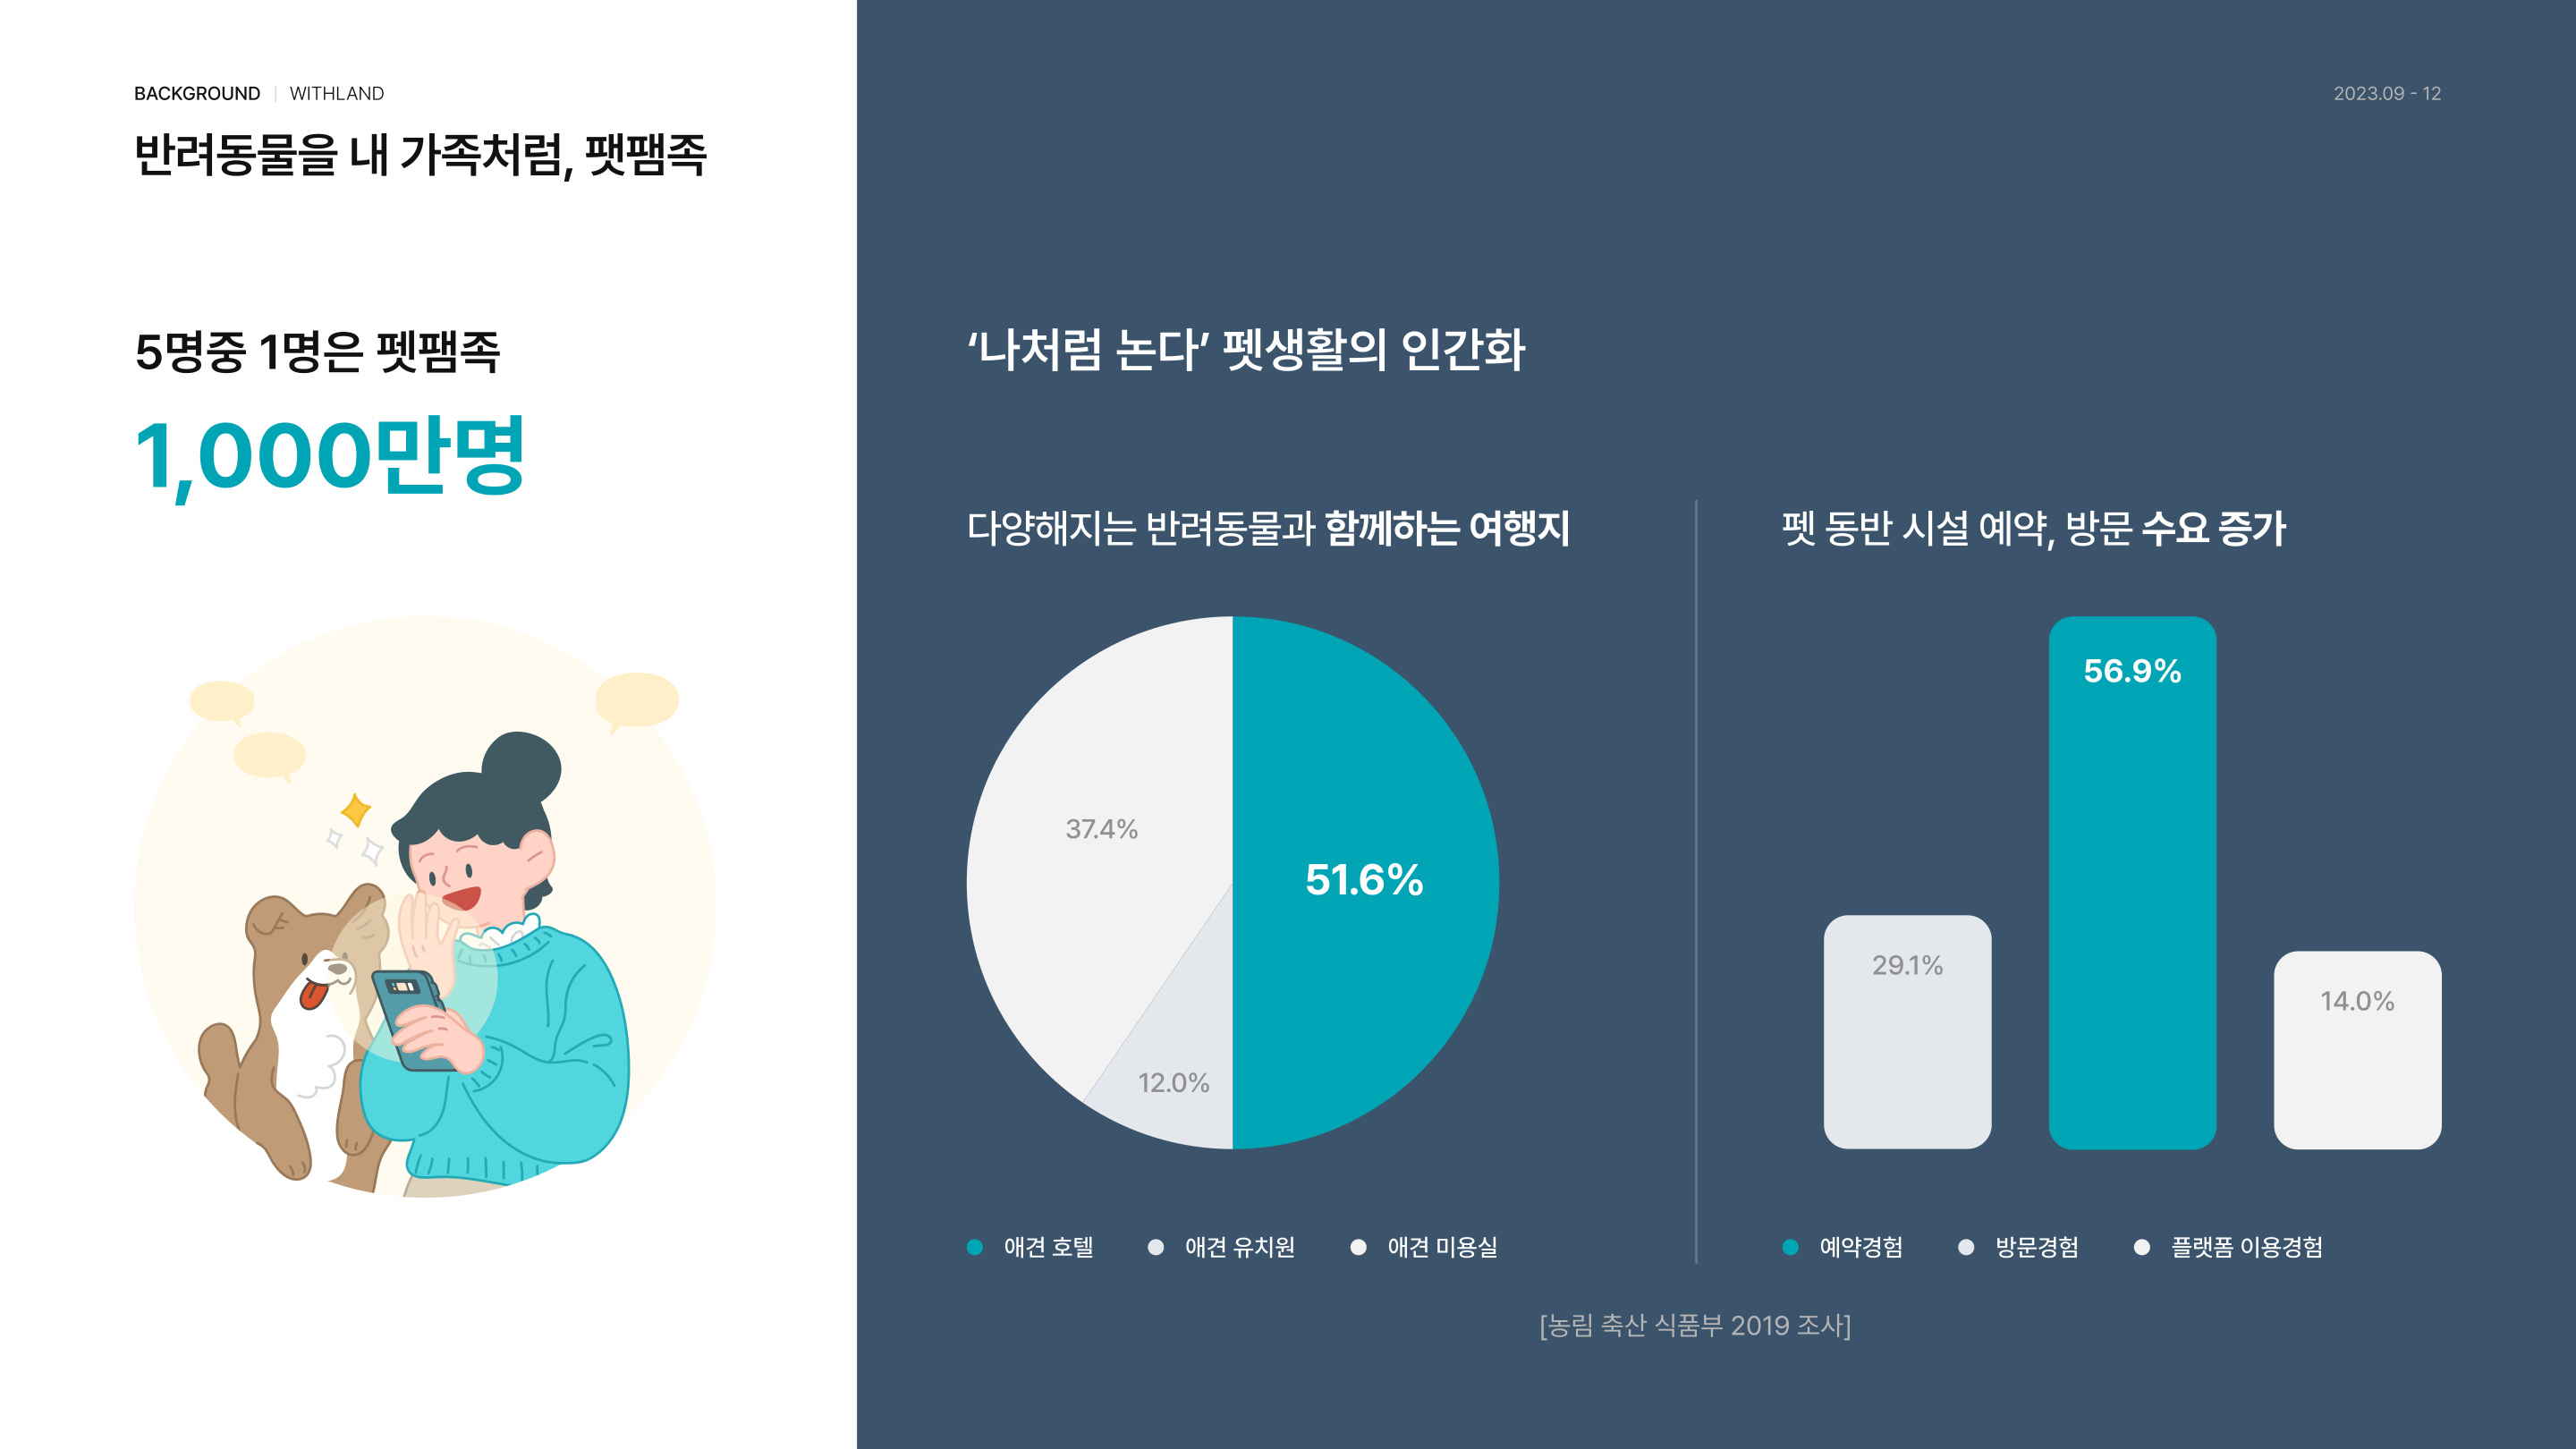 BACKGROUND | WITHLAND
2023.09 - 12
반려동물을 내 가족처럼, 팻팸족
5명중 1명은 펫팸족
1,000만명
‘나처럼 논다’ 펫생활의 인간화
다양해지는 반려동물과 함께하는 여행지
37.4%
51.6%
12.0%
애견 호텔
애견 유치원
애견 미용실
펫 동반 시설 예약, 방문 수요 증가
56.9%
29.1%
14.0%
예약경험
방문경험
플랫폼 이용경험
[농림 축산 식품부 2019 조사]